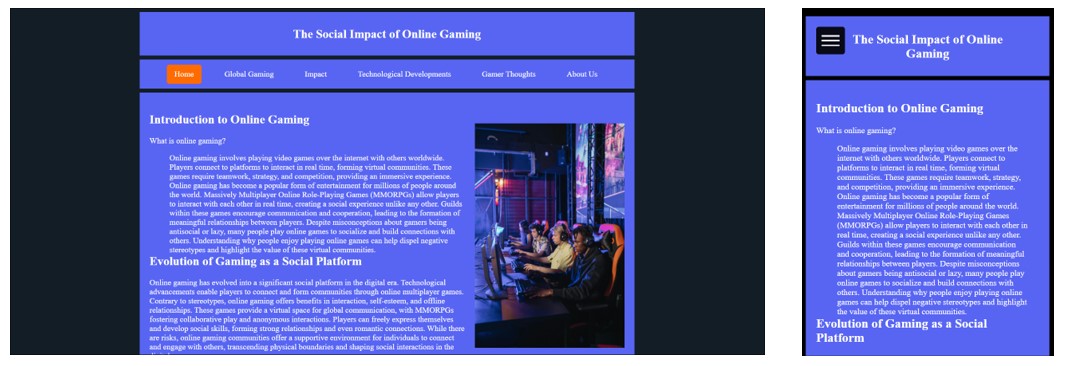 The Social Impact of Online Gaming
Home Global Gaming Impact Technological Developments Gamer Thoughts About Us
Introduction to Online Gaming
What is online gaming?
Online gaming involves playing video games over the internet with others worldwide.
Players connect to platforms to interact in real time, forming virtual communities. These
games require teamwork, strategy, and competition, providing an immersive experience.
Online gaming has become a popular form of entertainment for millions of people around
the world. Massively Multiplayer Online Role-Playing Games (MMORPGs) allow players
to interact with each other in real time, creating a social experience unlike any other. Guilds
within these games encourage communication and cooperation, leading to the formation of
meaningful relationships between players. Despite misconceptions about gamers being
antisocial or lazy, many people play online games to socialize and build connections with
others. Understanding why people enjoy playing online games can help dispel negative
stereotypes and highlight the value of these virtual communities.
Evolution of Gaming as a Social Platform
Online gaming has evolved into a significant social platform in the digital era. Technological
advancements enable players to connect and form communities through online multiplayer games.
Contrary to stereotypes, online gaming offers benefits in interaction, self-esteem, and offline
relationships. These games provide a virtual space for global communication, with MMORPGs
fostering collaborative play and anonymous interactions. Players can freely express themselves
and develop social skills, forming strong relationships and even romantic connections. While there
are risks, online gaming communities offer a supportive environment for individuals to connect
and engage with others, transcending physical boundaries and shaping social interactions in the
The Social Impact of Online
Gaming
Introduction to Online Gaming
What is online gaming?
Online gaming involves playing video games over the
internet with others worldwide. Players connect to
platforms to interact in real time, forming virtual
communities. These games require teamwork, strategy,
and competition, providing an immersive experience.
Online gaming has become a popular form of
entertainment for millions of people around the world.
Massively Multiplayer Online Role-Playing Games
(MMORPGs) allow players to interact with each other in
real time, creating a social experience unlike any other.
Guilds within these games encourage communication
and cooperation, leading to the formation of meaningful
relationships between players. Despite misconceptions
about gamers being antisocial or lazy, many people play
online games to socialize and build connections with
others. Understanding why people enjoy playing online
games can help dispel negative stereotypes and highlight
the value of these virtual communities.
Evolution of Gaming as a Social
Platform